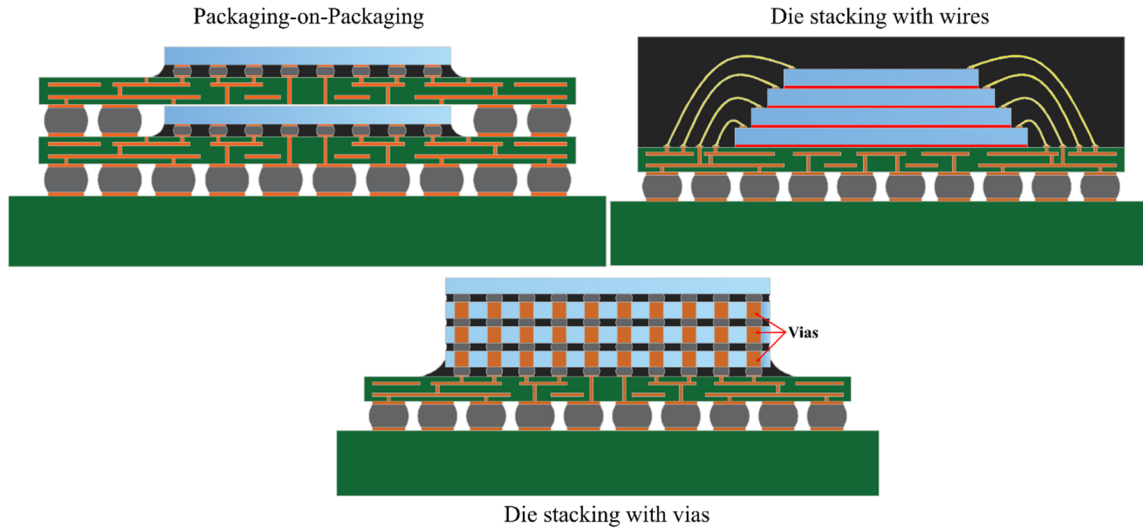 Packaging-on-Packaging
Die stacking with wires
Vias
Die stacking with vias